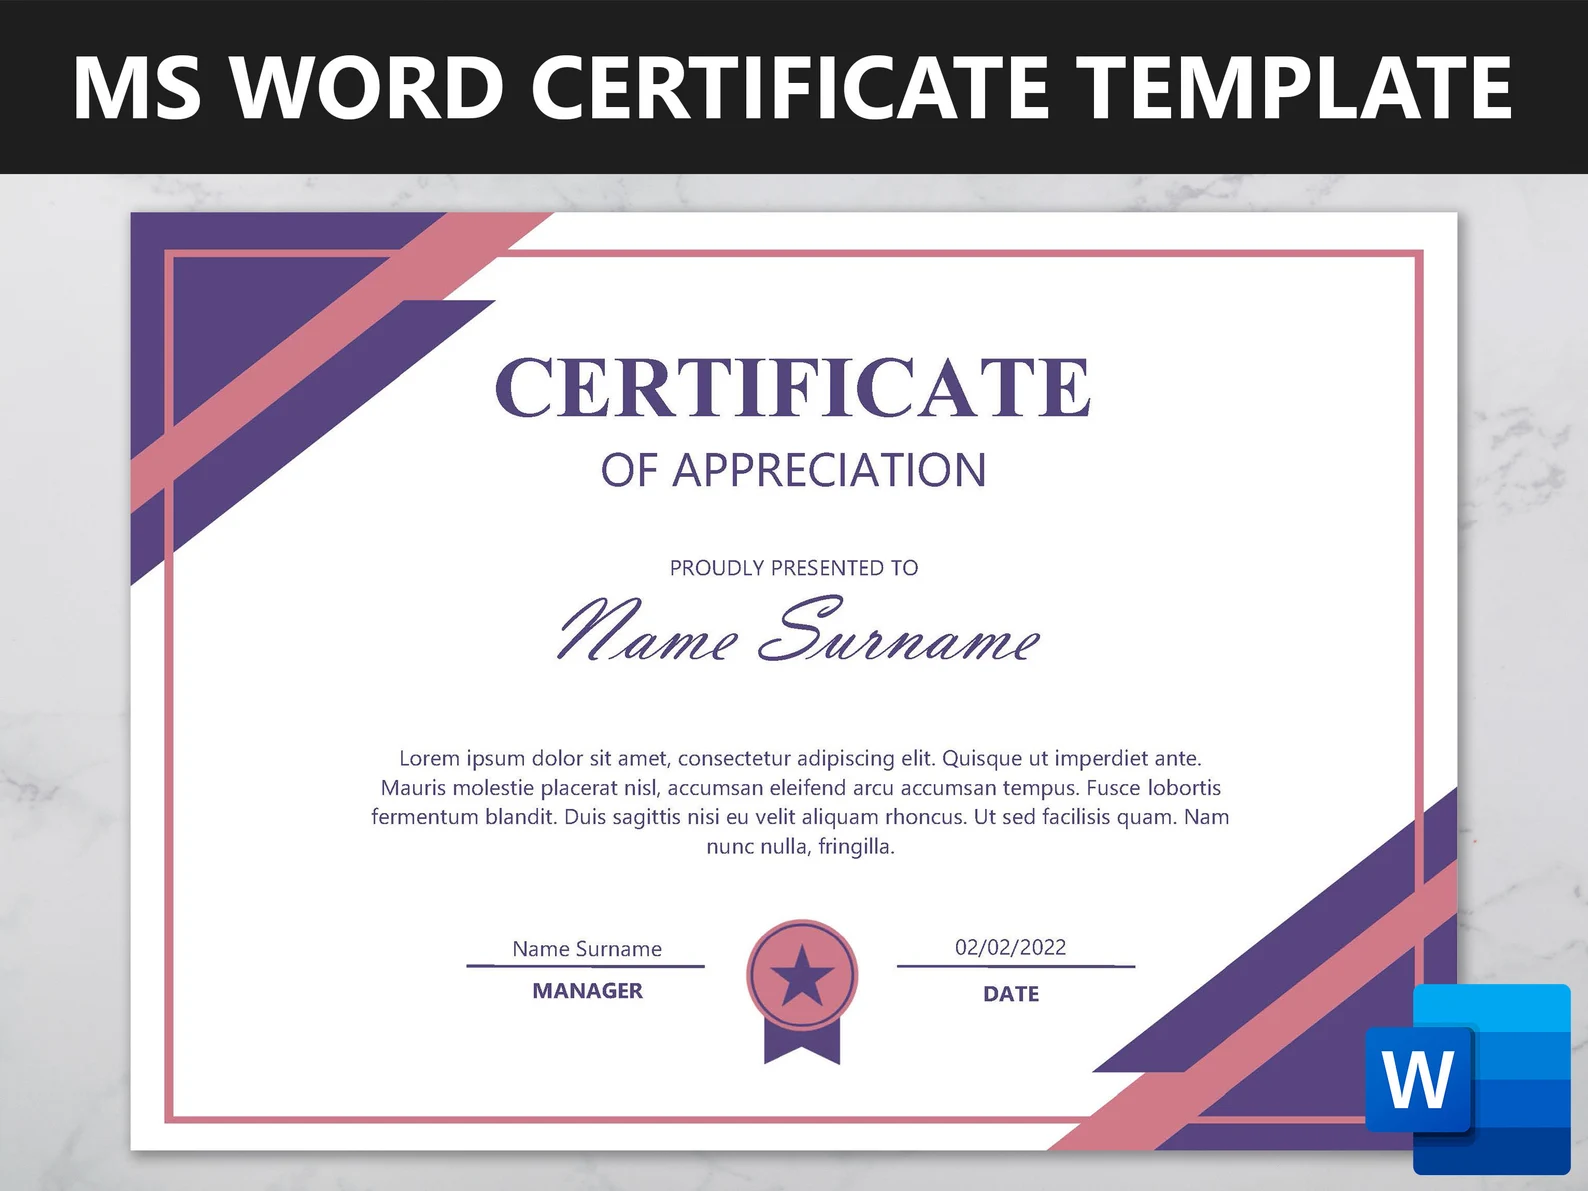 MS WORD CERTIFICATE TEMPLATE
CERTIFICATE
OF APPRECIATION
PROUDLY PRESENTED TO
Name Surname
Lorem ipsum dolor sit amet, consectetur adipiscing elit. Quisque ut imperdiet ante.
Mauris molestie placerat nisl, accumsan eleifend arcu accumsan tempus. Fusce lobortis
fermentum blandit. Duis sagittis nisi eu velit aliquam rhoncus. Ut sed facilisis quam. Nam
nunc nulla, fringilla.
Name Surname
MANAGER
02/02/2022
DATE
W